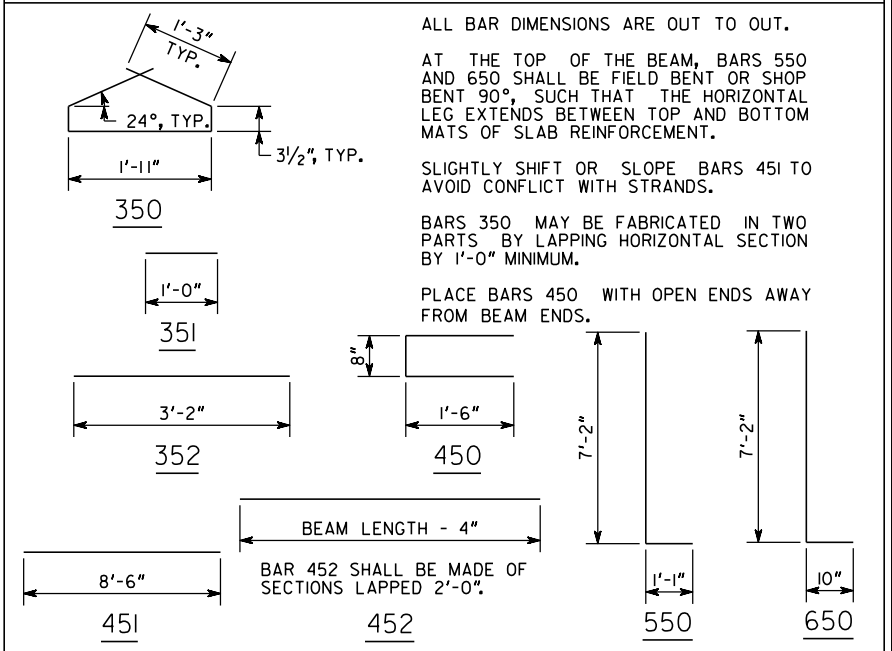 1'-3"
TYP.
24°, TYP.
3 1/2", TYP.
1'-11"
350
1'-0"
351
3'-2"
352
ALL BAR DIMENSIONS ARE OUT TO OUT.
AT THE TOP OF THE BEAM, BARS 550
AND 650 SHALL BE FIELD BENT OR SHOP
BENT 90°, SUCH THAT THE HORIZONTAL
LEG EXTENDS BETWEEN TOP AND BOTTOM
MATS OF SLAB REINFORCEMENT.
SLIGHTLY SHIFT OR SLOPE BARS 451 TO
AVOID CONFLICT WITH STRANDS.
BARS 350 MAY BE FABRICATED IN TWO
PARTS BY LAPPING HORIZONTAL SECTION
BY 1'-0" MINIMUM.
PLACE BARS 450 WITH OPEN ENDS AWAY
FROM BEAM ENDS.
8"
1'-6"
450
8'-6"
451
BEAM LENGTH - 4"
BAR 452 SHALL BE MADE OF
SECTIONS LAPPED 2'-0".
452
7'-2"
1'-1"
550
7'-2"
10"
650